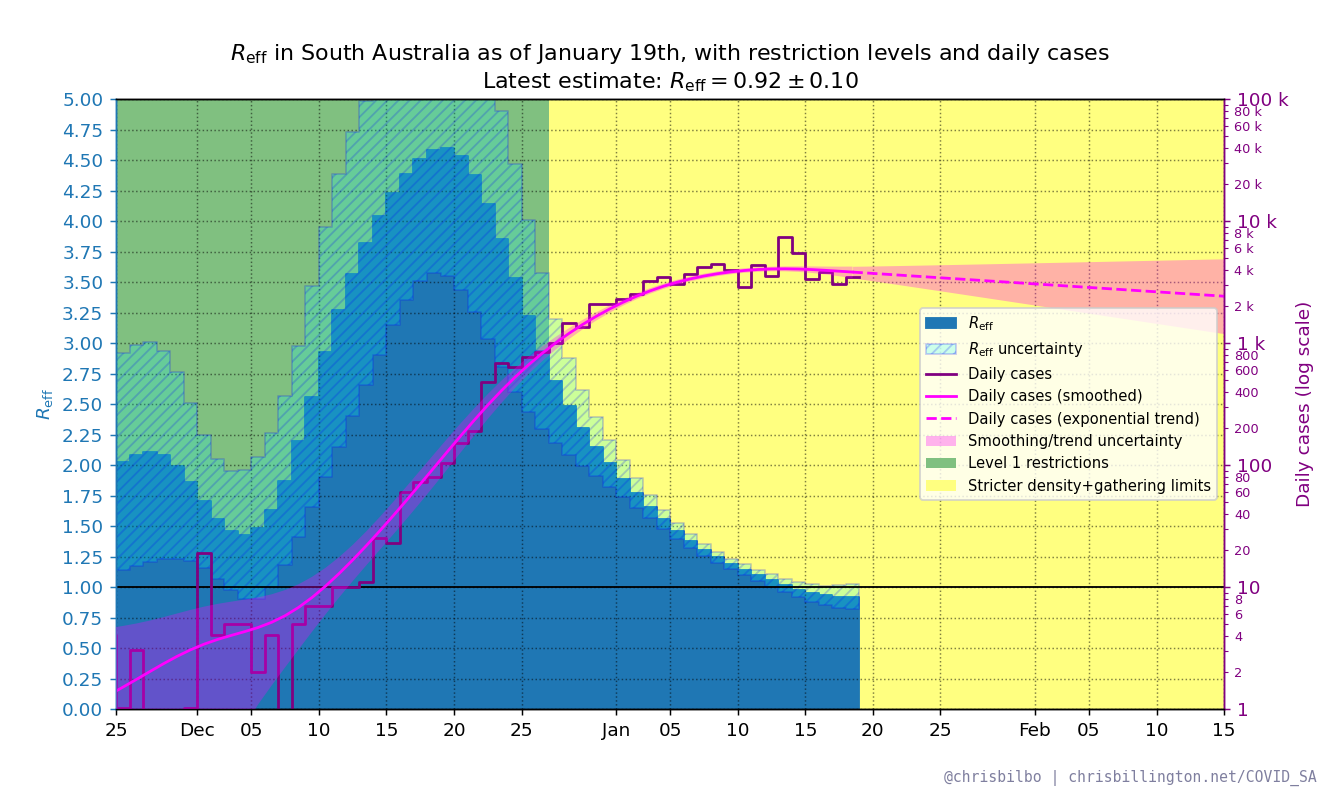 Reff in South Australia as of January 19th, with restriction levels and daily cases
Latest estimate: Reff = 0.92 ± 0.10
5.00
4.75
4.50
4.25
4.00
3.75
3.50
3.25
3.00
2.75
2.50
2.25
2.00
1.75
1.50
1.25
1.00
0.75
0.50
0.25
0.00
Reff
100 k
80 k
60 k
40 k
20 k
10 k
8 k
6 k
4 k
2 k
1 k
800
600
400
200
100
80
60
40
20
10
8
6
4
2
1
Daily cases (log scale)
Reff
Reff uncertainty
Daily cases
Daily cases (smoothed)
Daily cases (exponential trend)
Smoothing/trend uncertainty
Level 1 restrictions
Stricter density+gathering limits
25 Dec 05 10 15 20 25 Jan 05 10 15 20 25 Feb 05 10 15
@chrisbilbo | chrisbillington.net/COVID_SA